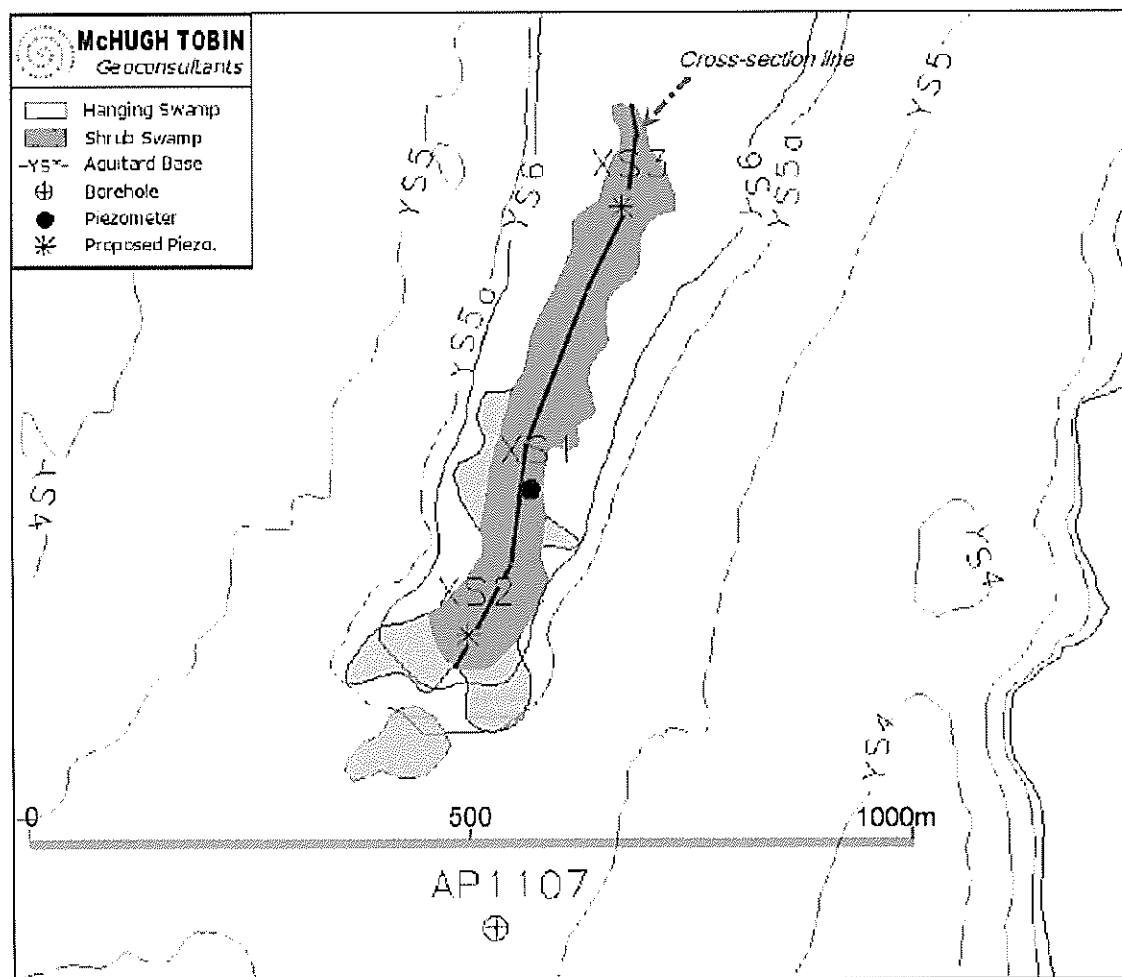 McHUGH TOBIN
Geoconsultants
Hanging Swamp
Shrub Swamp
-YS*- Aquitard Base
Borehole
Piezometer
Proposed Piezo.
Cross-section line
YS5
YS6
YS5a
YS5
YS6
YS5a
XS3
XS1
XS2
YS4
YS4
YS4
0
500
1000m
AP1107